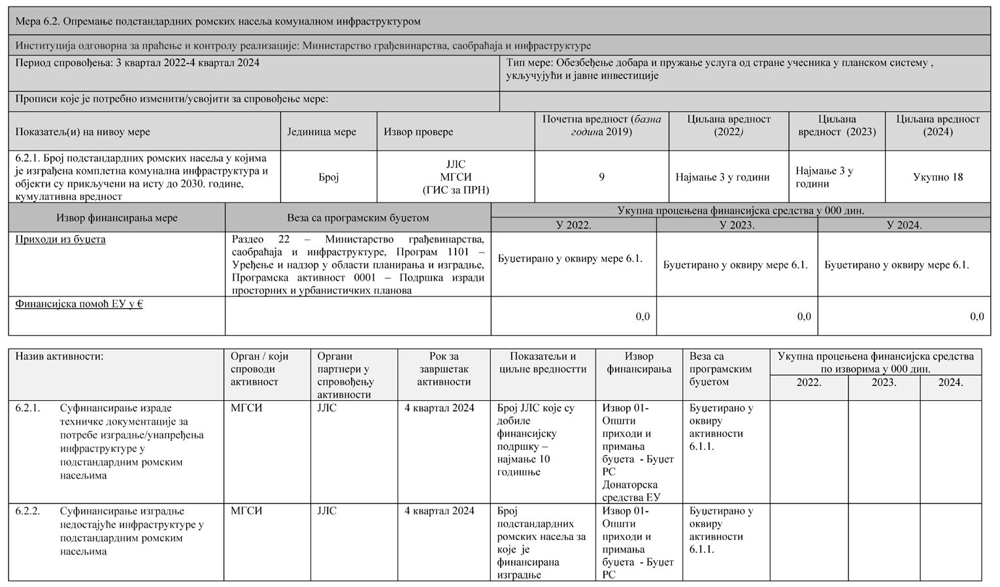 Мера 6.2. Опремање подстандардних ромских насеља комуналном инфраструктуром
Институција одговорна за праћење и контролу реализације: Министарство грађевинарства, саобраћаја и инфраструктуре
Период спровођења: 3 квартал 2022-4 квартал 2024
Тип мере: Обезбеђење добара и пружање услуга од стране учесника у планском систему ,
укључујући и јавне инвестиције
Прописи које је потребно изменити/усвојити за спровођење мере:
Показатељ(и) на нивоу мере
Јединица мере
Извор провере
Почетна вредност (базна
година 2019)
Циљана вредност
(2022)
Циљана
вредност (2023)
Циљана вредност
(2024)
6.2.1. Број подстандардних ромских насеља у којима
је изграђена комплетна комунална инфраструктура и
објекти су прикључени на исту до 2030. године,
кумулативна вредност
Број
ЈЛС
МГСИ
(ГИС за ПРН)
9
Најмање 3 у години
Најмање 3 у
години
Укупно 18
Извор финансирања мере
Веза са програмским буџетом
Укупна процењена финансијска средства у 000 дин.
У 2022.
У 2023.
У 2024.
Приходи из буџета
Раздео 22 – Министарство грађевинарства,
саобраћаја и инфраструктуре, Програм 1101 –
Уређење и надзор у области планирања и изградње,
Програмска активност 0001 – Подршка изради
просторних и урбанистичких планова
Буџетирано у оквиру мере 6.1.
Буџетирано у оквиру мере 6.1.
Буџетирано у оквиру мере 6.1.
Финансијска помоћ ЕУ у €
0,0
0,0
0,0
Назив активности:
Орган / који
спроводи
активност
Органи
партнери у
спровођењу
активности
Рок за
завршетак
активности
Показатељи и
циљне вредности
Извор
финансирања
Веза са
програмским
буџетом
Укупна процењена финансијска средства
по изворима у 000 дин.
2022.
2023.
2024.
6.2.1. Суфинансирање израде
техничке документације за
потребе изградње/унапређења
инфраструктуре у
подстандардним ромским
насељима
МГСИ
ЈЛС
4 квартал 2024
Број ЈЛС које су
добиле
финансијску
подршку –
најмање 10
годишње
Извор 01-
Општи
приходи и
примања
буџета - Буџет
РС
Донаторска
средства ЕУ
Буџетирано у
оквиру
активности
6.1.1.
6.2.2. Суфинансирање изградње
недостајуће инфраструктуре у
подстандардним ромским
насељима
МГСИ
ЈЛС
4 квартал 2024
Број
подстандардних
ромских насеља за
које је
финансирана
изградње
Извор 01-
Општи
приходи и
примања
буџета - Буџет
РС
Буџетирано у
оквиру
активности
6.1.1.